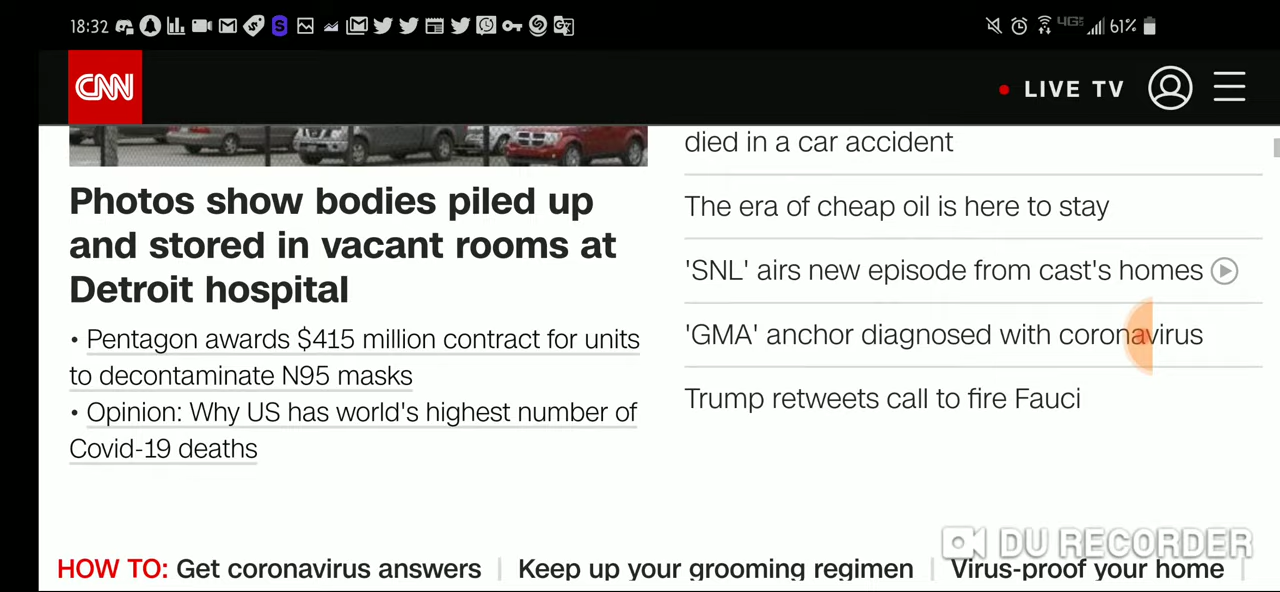 18:32
4G
61%
CNN
LIVE TV
Photos show bodies piled up
and stored in vacant rooms at
Detroit hospital
• Pentagon awards $415 million contract for units
to decontaminate N95 masks
• Opinion: Why US has world's highest number of
Covid-19 deaths
died in a car accident
The era of cheap oil is here to stay
'SNL' airs new episode from cast's homes
'GMA' anchor diagnosed with coronavirus
Trump retweets call to fire Fauci
DU RECORDER
HOW TO: Get coronavirus answers | Keep up your grooming regimen | Virus-proof your home |